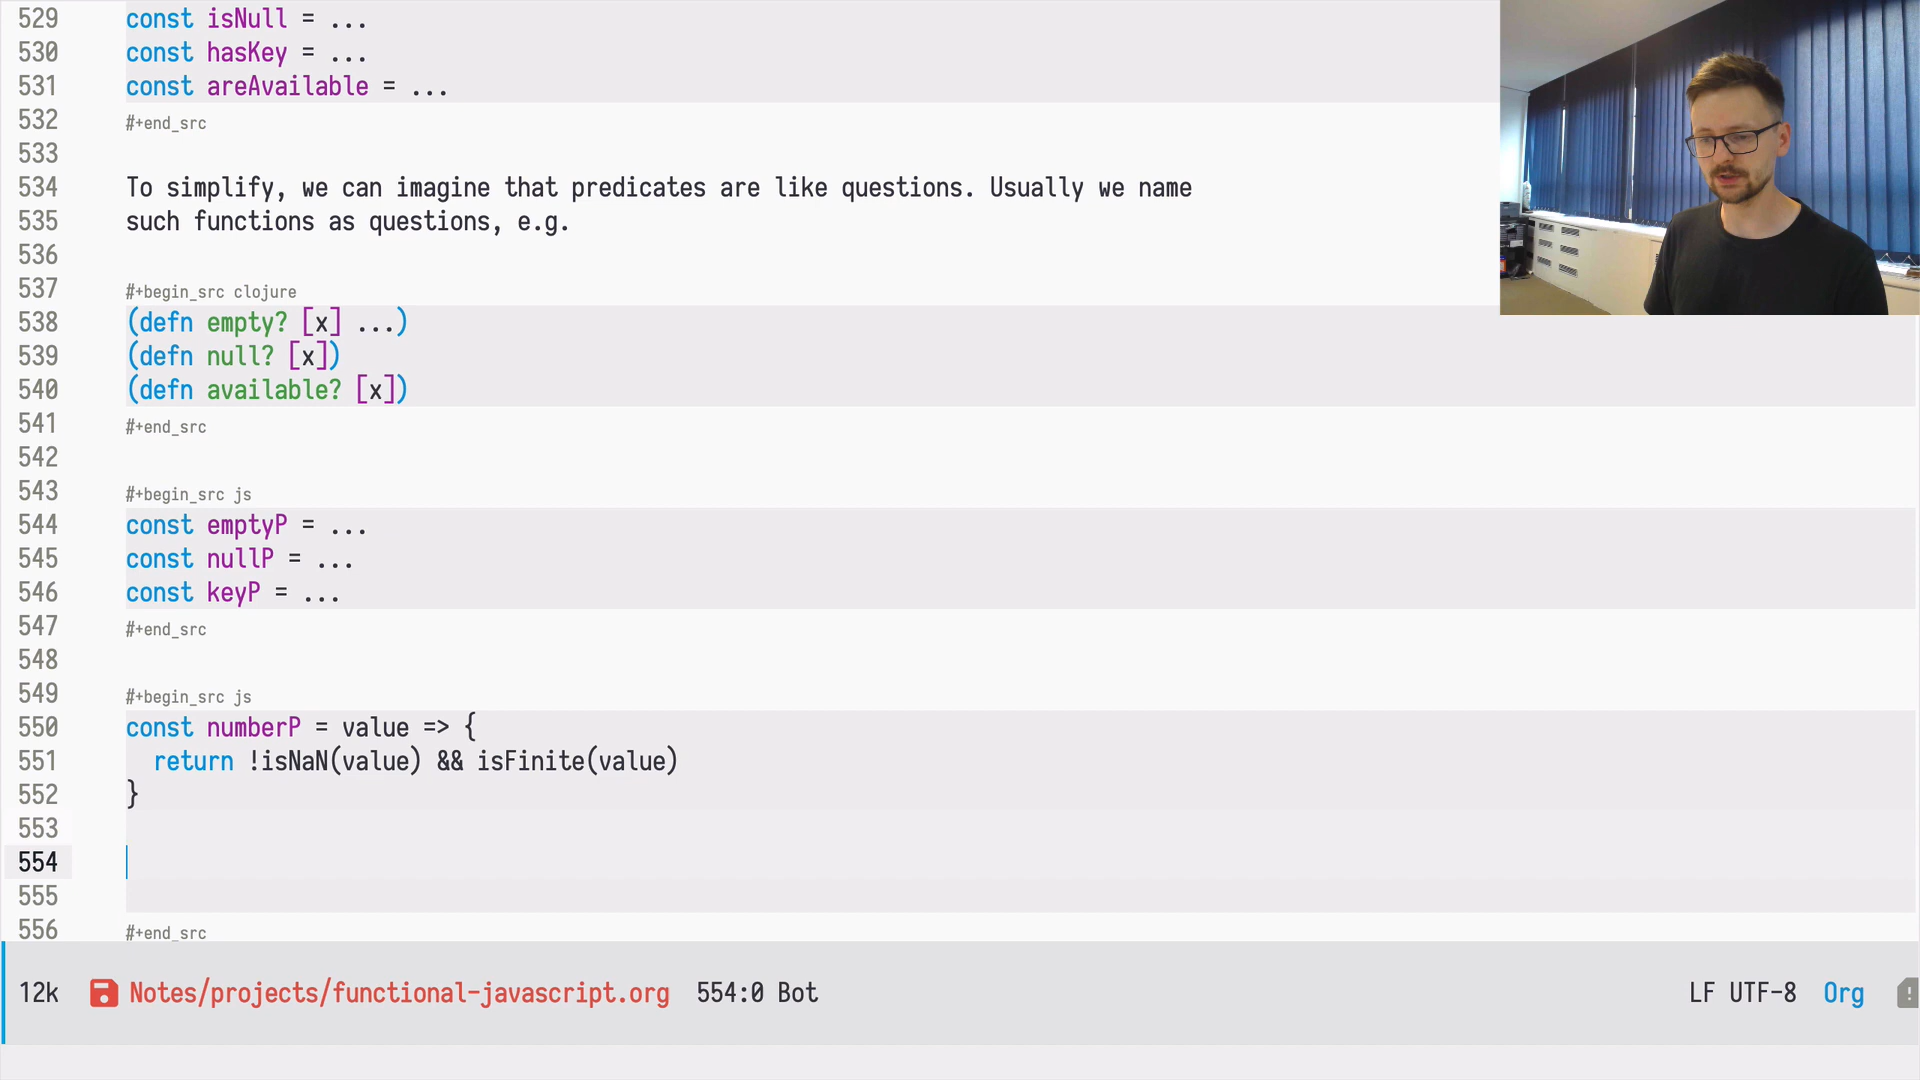 529 const isNull = ...
530 const hasKey = ...
531 const areAvailable = ...
532 #+end_src
533
534 To simplify, we can imagine that predicates are like questions. Usually we name
535 such functions as questions, e.g.
536
537 #+begin_src clojure
538 (defn empty? [x] ...)
539 (defn null? [x])
540 (defn available? [x])
541 #+end_src
542
543 #+begin_src js
544 const emptyP = ...
545 const nullP = ...
546 const keyP = ...
547 #+end_src
548
549 #+begin_src js
550 const numberP = value => {
551   return !isNaN(value) && isFinite(value)
552 }
553
554
555
556 #+end_src
12k Notes/projects/functional-javascript.org 554:0 Bot LF UTF-8 Org !